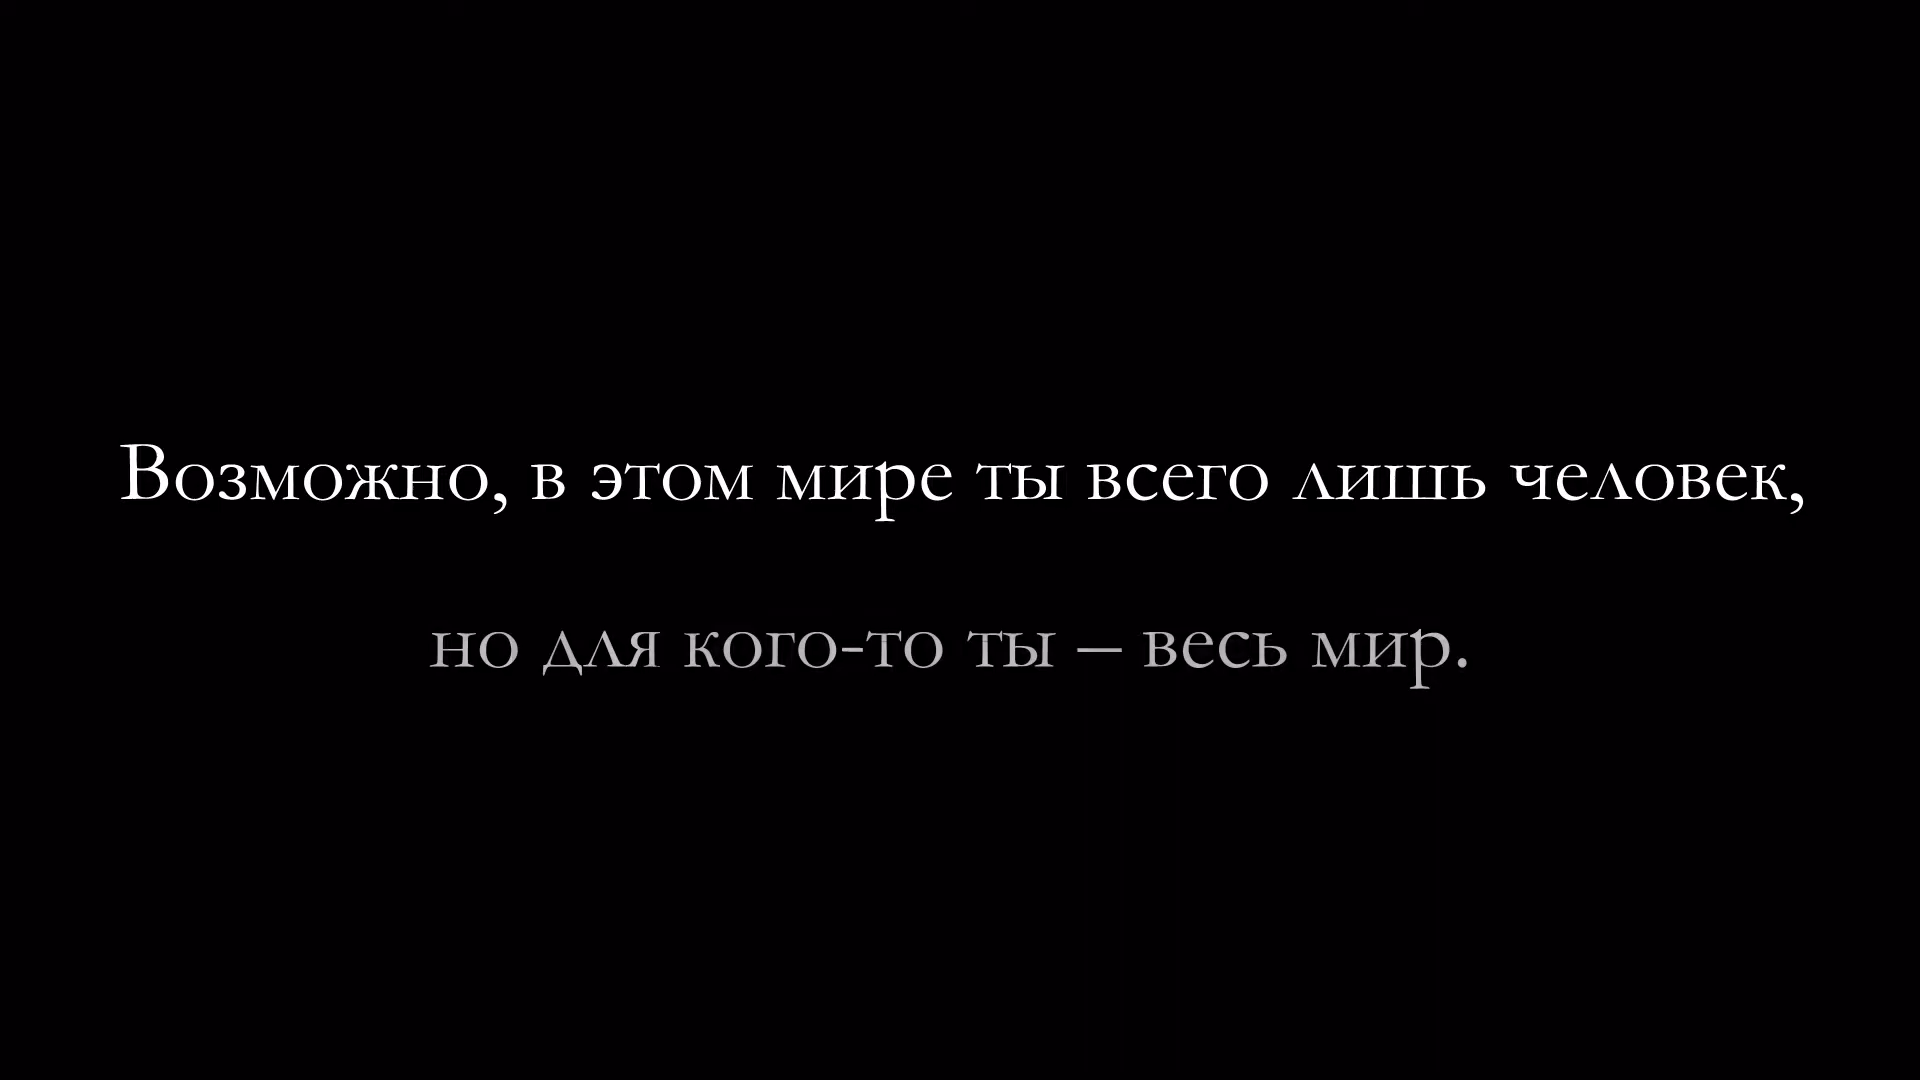 Возможно, в этом мире ты всего лишь человек,
но для кого-то ты – весь мир.